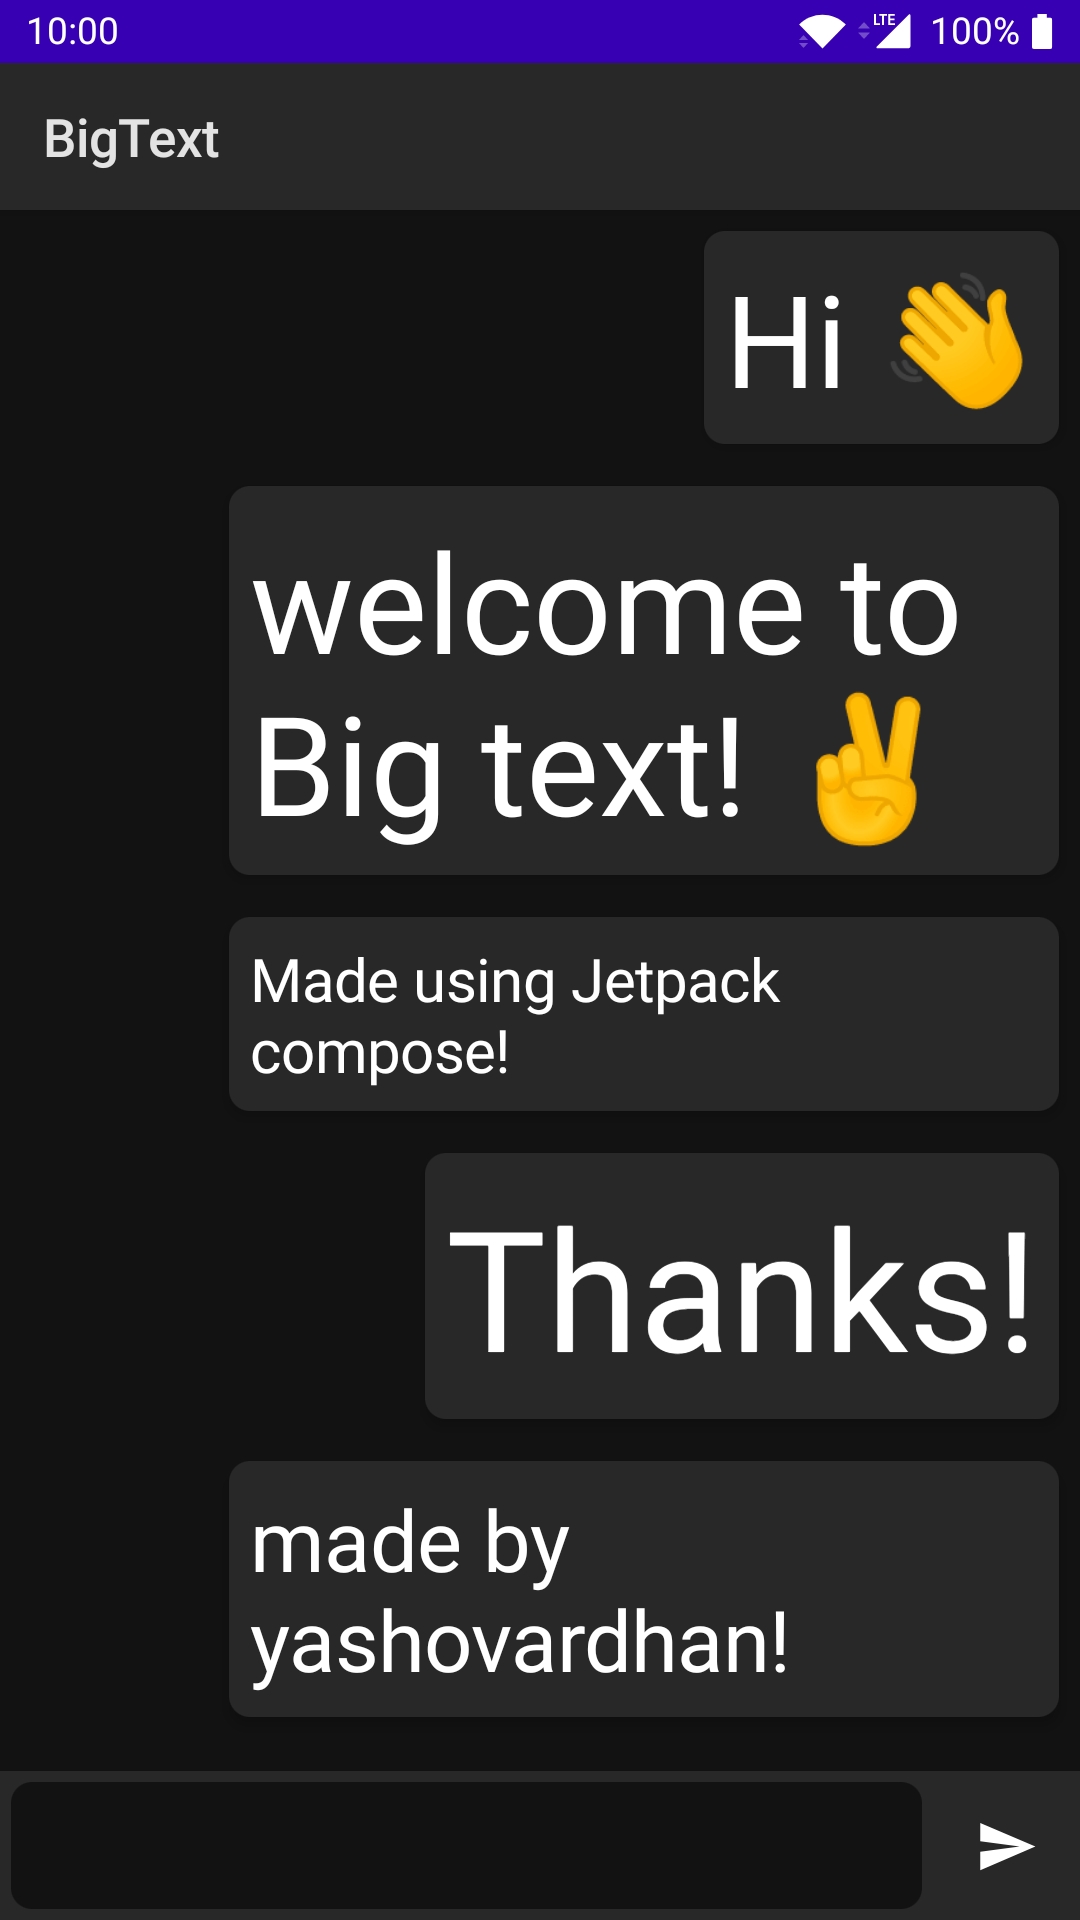 10:00 LTE 100%
BigText
Hi 👋
welcome to
Big text! ✌
Made using Jetpack
compose!
Thanks!
made by
yashovardhan!